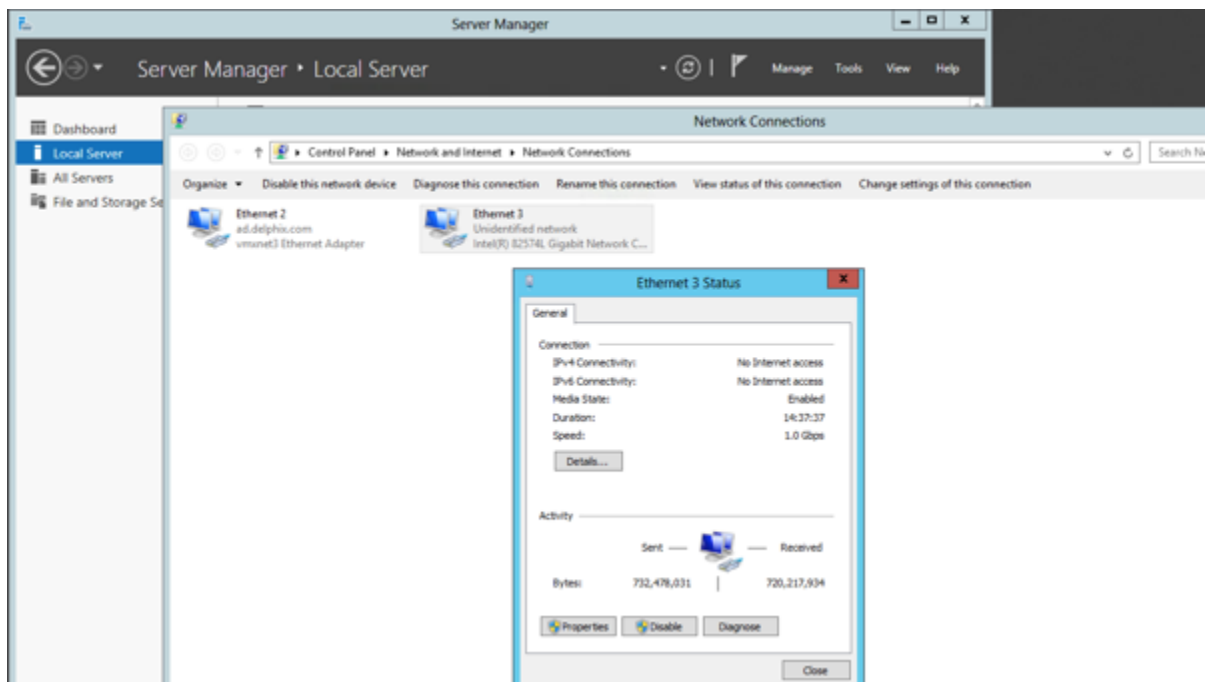 Server Manager
Server Manager • Local Server
Manage Tools View Help
Dashboard
Local Server
All Servers
File and Storage Se
Network Connections
Control Panel ▸ Network and Internet ▸ Network Connections
Search Ne
Organize Disable this network device Diagnose this connection Rename this connection View status of this connection Change settings of this connection
Ethernet 2
ad.delphix.com
vmxnet3 Ethernet Adapter
Ethernet 3
Unidentified network
Intel(R) 82574L Gigabit Network C...
Ethernet 3 Status
General
Connection
IPv4 Connectivity: No Internet access
IPv6 Connectivity: No Internet access
Media State: Enabled
Duration: 14:37:37
Speed: 1.0 Gbps
Details...
Activity
Sent — — Received
Bytes: 732,478,031 | 720,217,934
Properties Disable Diagnose
Close